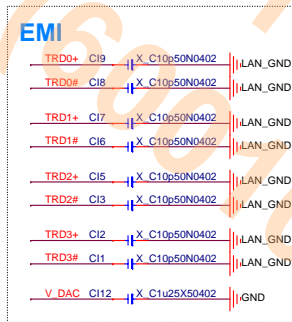 EMI
TRD0+ CI9 X_C10p50N0402 LAN_GND
TRD0# CI8 X_C10p50N0402 LAN_GND
TRD1+ CI7 X_C10p50N0402 LAN_GND
TRD1# CI6 X_C10p50N0402 LAN_GND
TRD2+ CI5 X_C10p50N0402 LAN_GND
TRD2# CI3 X_C10p50N0402 LAN_GND
TRD3+ CI2 X_C10p50N0402 LAN_GND
TRD3# CI1 X_C10p50N0402 LAN_GND
V_DAC CI12 X_C1u25X50402 GND